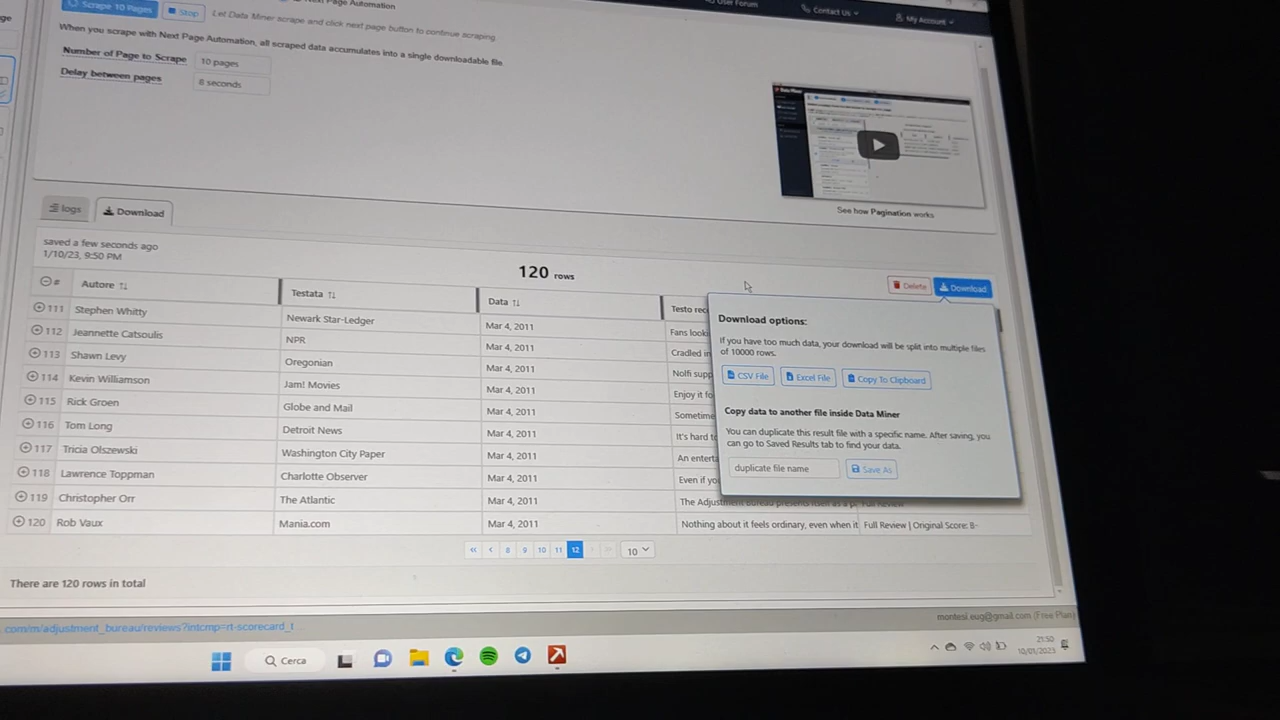 Scrape 10 Pages
Stop
Let Data Miner scrape and click next page button to continue scraping
Page Automation
User Forum
Contact Us
My Account
When you scrape with Next Page Automation, all scraped data accumulates into a single downloadable file.
Number of Page to Scrape
10 pages
Delay between pages
See how Pagination works
logs
Download
saved a few seconds ago
1/10/23, 9:50 PM
120 rows
Delete
Download
# Autore Testata Data Testo rec
111 Stephen Whitty Newark Star-Ledger Mar 4, 2011 Fans look
112 Jeannette Catsoulis NPR Mar 4, 2011 Cradled in
113 Shawn Levy Oregonian Mar 4, 2011 Nolfi supp
114 Kevin Williamson Jam! Movies Mar 4, 2011 Enjoy it fo
115 Rick Groen Globe and Mail Mar 4, 2011 Sometime
116 Tom Long Detroit News Mar 4, 2011 It's hard t
117 Tricia Olszewski Washington City Paper Mar 4, 2011 An enterta
118 Lawrence Toppman Charlotte Observer Mar 4, 2011 Even if yo
119 Christopher Orr The Atlantic Mar 4, 2011 The Adjustment Bureau presents itself as a p Full Review
120 Rob Vaux Mania.com Mar 4, 2011 Nothing about it feels ordinary, even when it Full Review | Original Score: B-
Download options:
If you have too much data, your download will be split into multiple files
of 10000 rows.
CSV File
Excel File
Copy To Clipboard
Copy data to another file inside Data Miner
You can duplicate this result file with a specific name. After saving, you
can go to Saved Results tab to find your data.
duplicate file name
Save As
« ‹ 8 9 10 11 12 › » 10
There are 120 rows in total
montesi.eug@gmail.com (Free Plan)
com/m/adjustment_bureau/reviews?intcmp=rt-scorecard_t
Cerca
21:50
10/01/2023